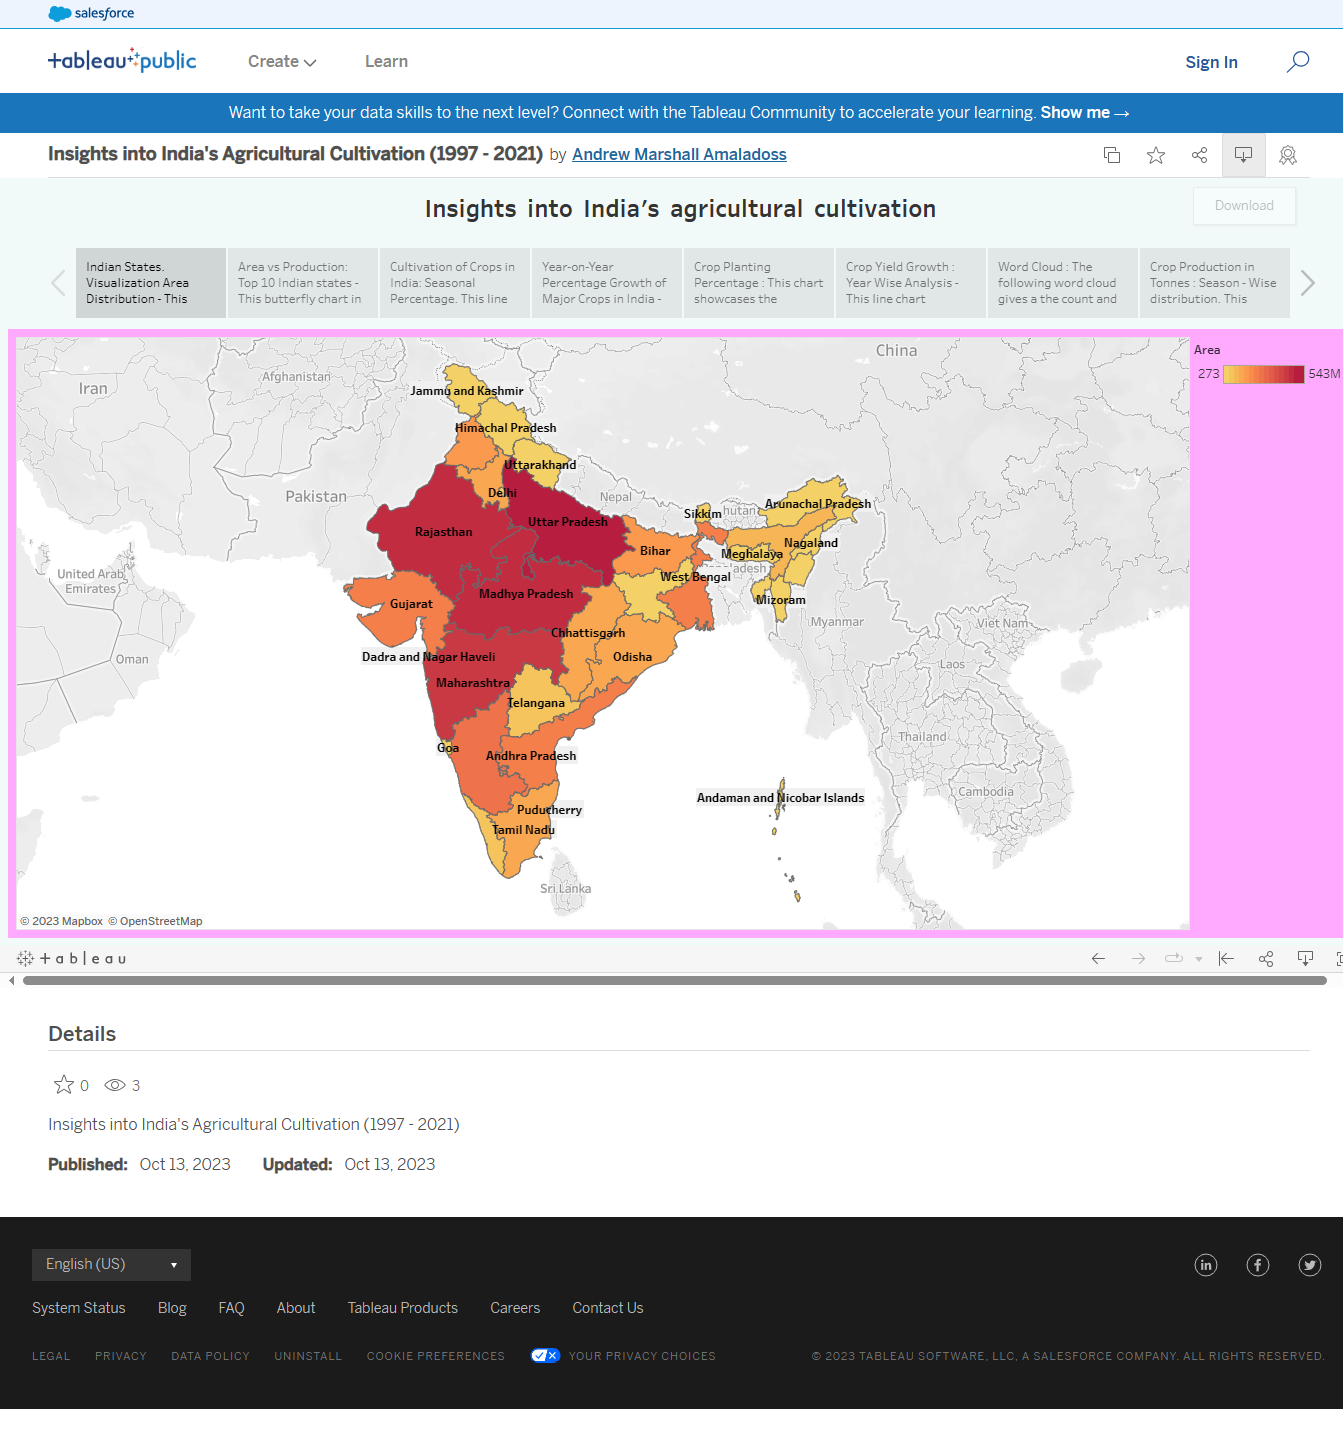 salesforce
+ableau+public
Create
Learn
Sign In
Want to take your data skills to the next level? Connect with the Tableau Community to accelerate your learning. Show me →
Insights into India's Agricultural Cultivation (1997 - 2021) by Andrew Marshall Amaladoss
Insights into India's agricultural cultivation
Download
Indian States.
Visualization Area
Distribution - This
Area vs Production:
Top 10 Indian states -
This butterfly chart in
Cultivation of Crops in
India: Seasonal
Percentage. This line
Year-on-Year
Percentage Growth of
Major Crops in India -
Crop Planting
Percentage : This chart
showcases the
Crop Yield Growth :
Year Wise Analysis -
This line chart
Word Cloud : The
following word cloud
gives a the count and
Crop Production in
Tonnes : Season - Wise
distribution. This
Area
273 543M
China
Afghanistan
Iran
Jammu and Kashmir
Himachal Pradesh
Uttarakhand
Pakistan
Delhi
Nepal
Sikkim
hutan
Arunachal Pradesh
Rajasthan
Uttar Pradesh
Bihar
Meghalaya
Nagaland
adesh
United Arab
Emirates
West Bengal
Gujarat
Madhya Pradesh
Mizoram
Myanmar
Viet Nam
Chhattisgarh
Oman
Dadra and Nagar Haveli
Odisha
Laos
Maharashtra
Telangana
Thailand
Goa
Andhra Pradesh
Cambodia
Andaman and Nicobar Islands
Puducherry
Tamil Nadu
Sri Lanka
© 2023 Mapbox © OpenStreetMap
+ableau
Details
0 3
Insights into India's Agricultural Cultivation (1997 - 2021)
Published: Oct 13, 2023 Updated: Oct 13, 2023
English (US)
System Status Blog FAQ About Tableau Products Careers Contact Us
LEGAL PRIVACY DATA POLICY UNINSTALL COOKIE PREFERENCES YOUR PRIVACY CHOICES © 2023 TABLEAU SOFTWARE, LLC, A SALESFORCE COMPANY. ALL RIGHTS RESERVED.